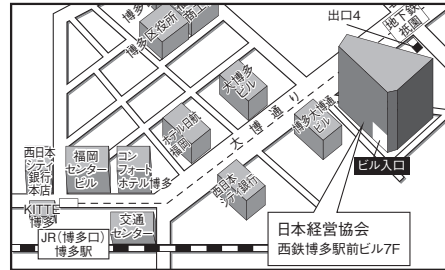 博多区役所
商工
出口4
地下鉄
祇園
大博多
ビル
大博通り
ホテル日航
福岡
博多大博通
ビル
ビル入口
西日本
シティ
銀行
本店
福岡
センター
ビル
コン
フォート
ホテル博多
西日本
シティ銀行
KITTE
博多
交通
センター
日本経営協会
西鉄博多駅前ビル7F
JR(博多口)
博多駅